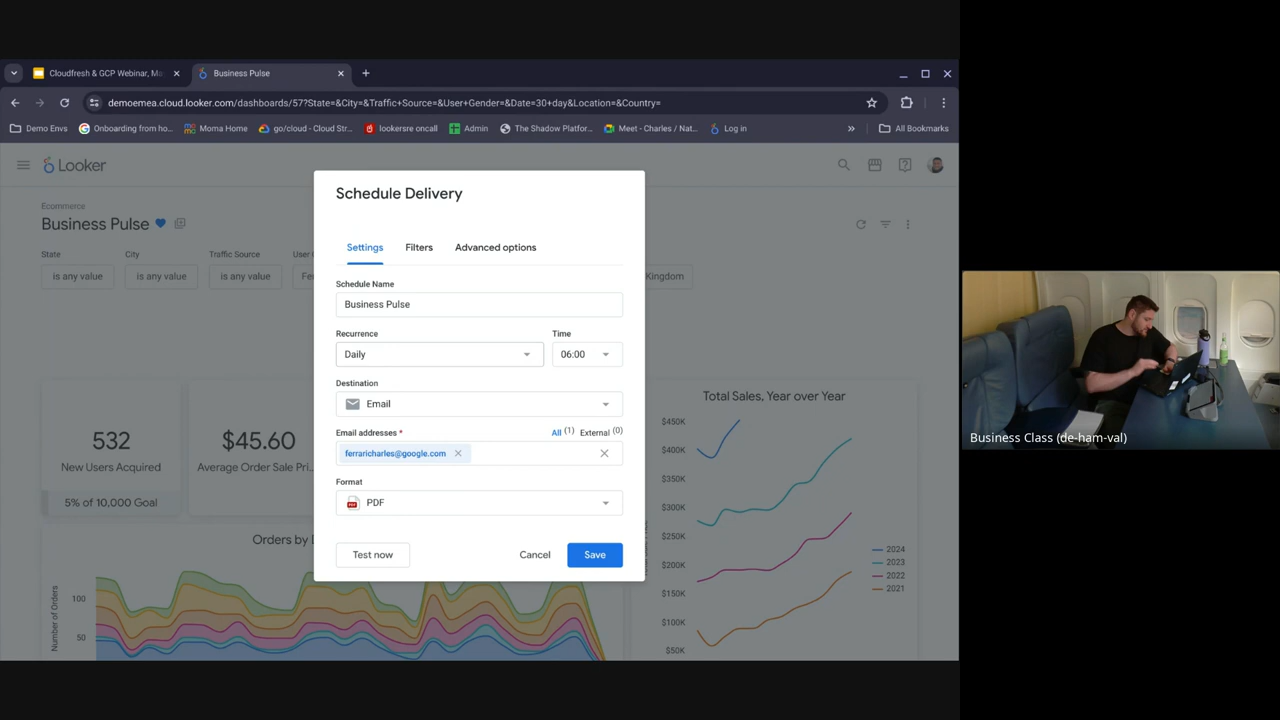 Cloudfresh & GCP Webinar, Ma
Business Pulse
demoemea.cloud.looker.com/dashboards/57?State=&City=&Traffic+Source=&User+Gender=&Date=30+day&Location=&Country=
Demo Envs
Onboarding from ho...
Moma Home
go/cloud - Cloud Str...
lookersre oncall
Admin
The Shadow Platfor...
Meet - Charles / Nat...
Log in
»
All Bookmarks
Looker
Ecommerce
Business Pulse
State
City
Traffic Source
User
is any value
is any value
is any value
Fe
Kingdom
Schedule Delivery
Settings
Filters
Advanced options
Schedule Name
Business Pulse
Recurrence
Time
Daily
06:00
Destination
Email
Email addresses *
All (1)
External (0)
ferraricharles@google.com
Format
PDF
Test now
Cancel
Save
532
New Users Acquired
5% of 10,000 Goal
$45.60
Average Order Sale Pri...
Orders by
Number of Orders
100
50
Total Sales, Year over Year
$450K
$400K
$350K
$300K
$250K
$200K
$150K
$100K
$50K
2024
2023
2022
2021
Business Class (de-ham-val)